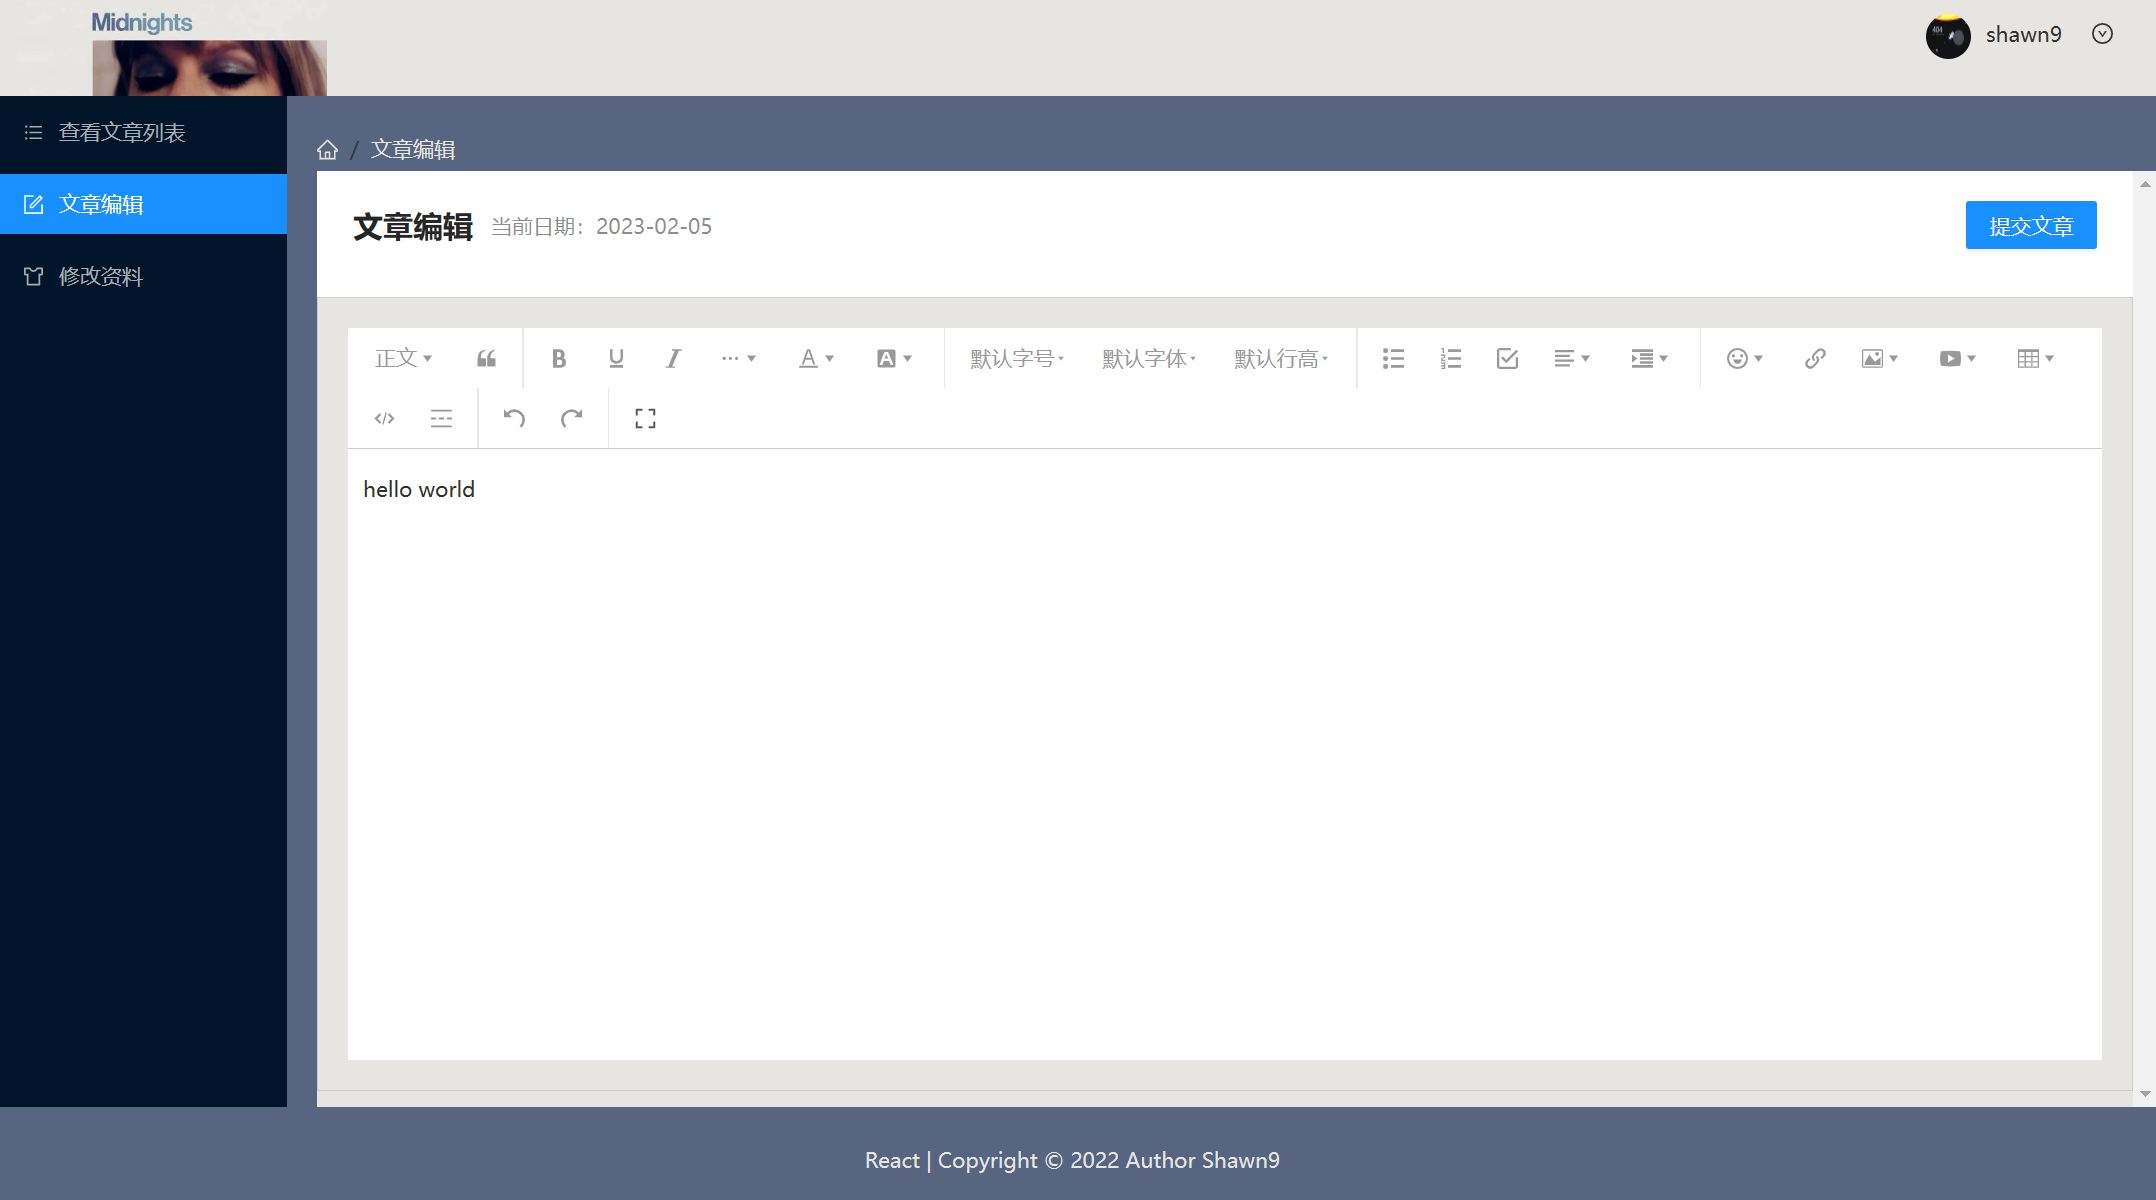 Midnights
shawn9
查看文章列表
文章编辑
修改资料
/ 文章编辑
文章编辑 当前日期：2023-02-05
提交文章
正文 B U I ··· A A 默认字号 默认字体 默认行高
hello world
React | Copyright © 2022 Author Shawn9